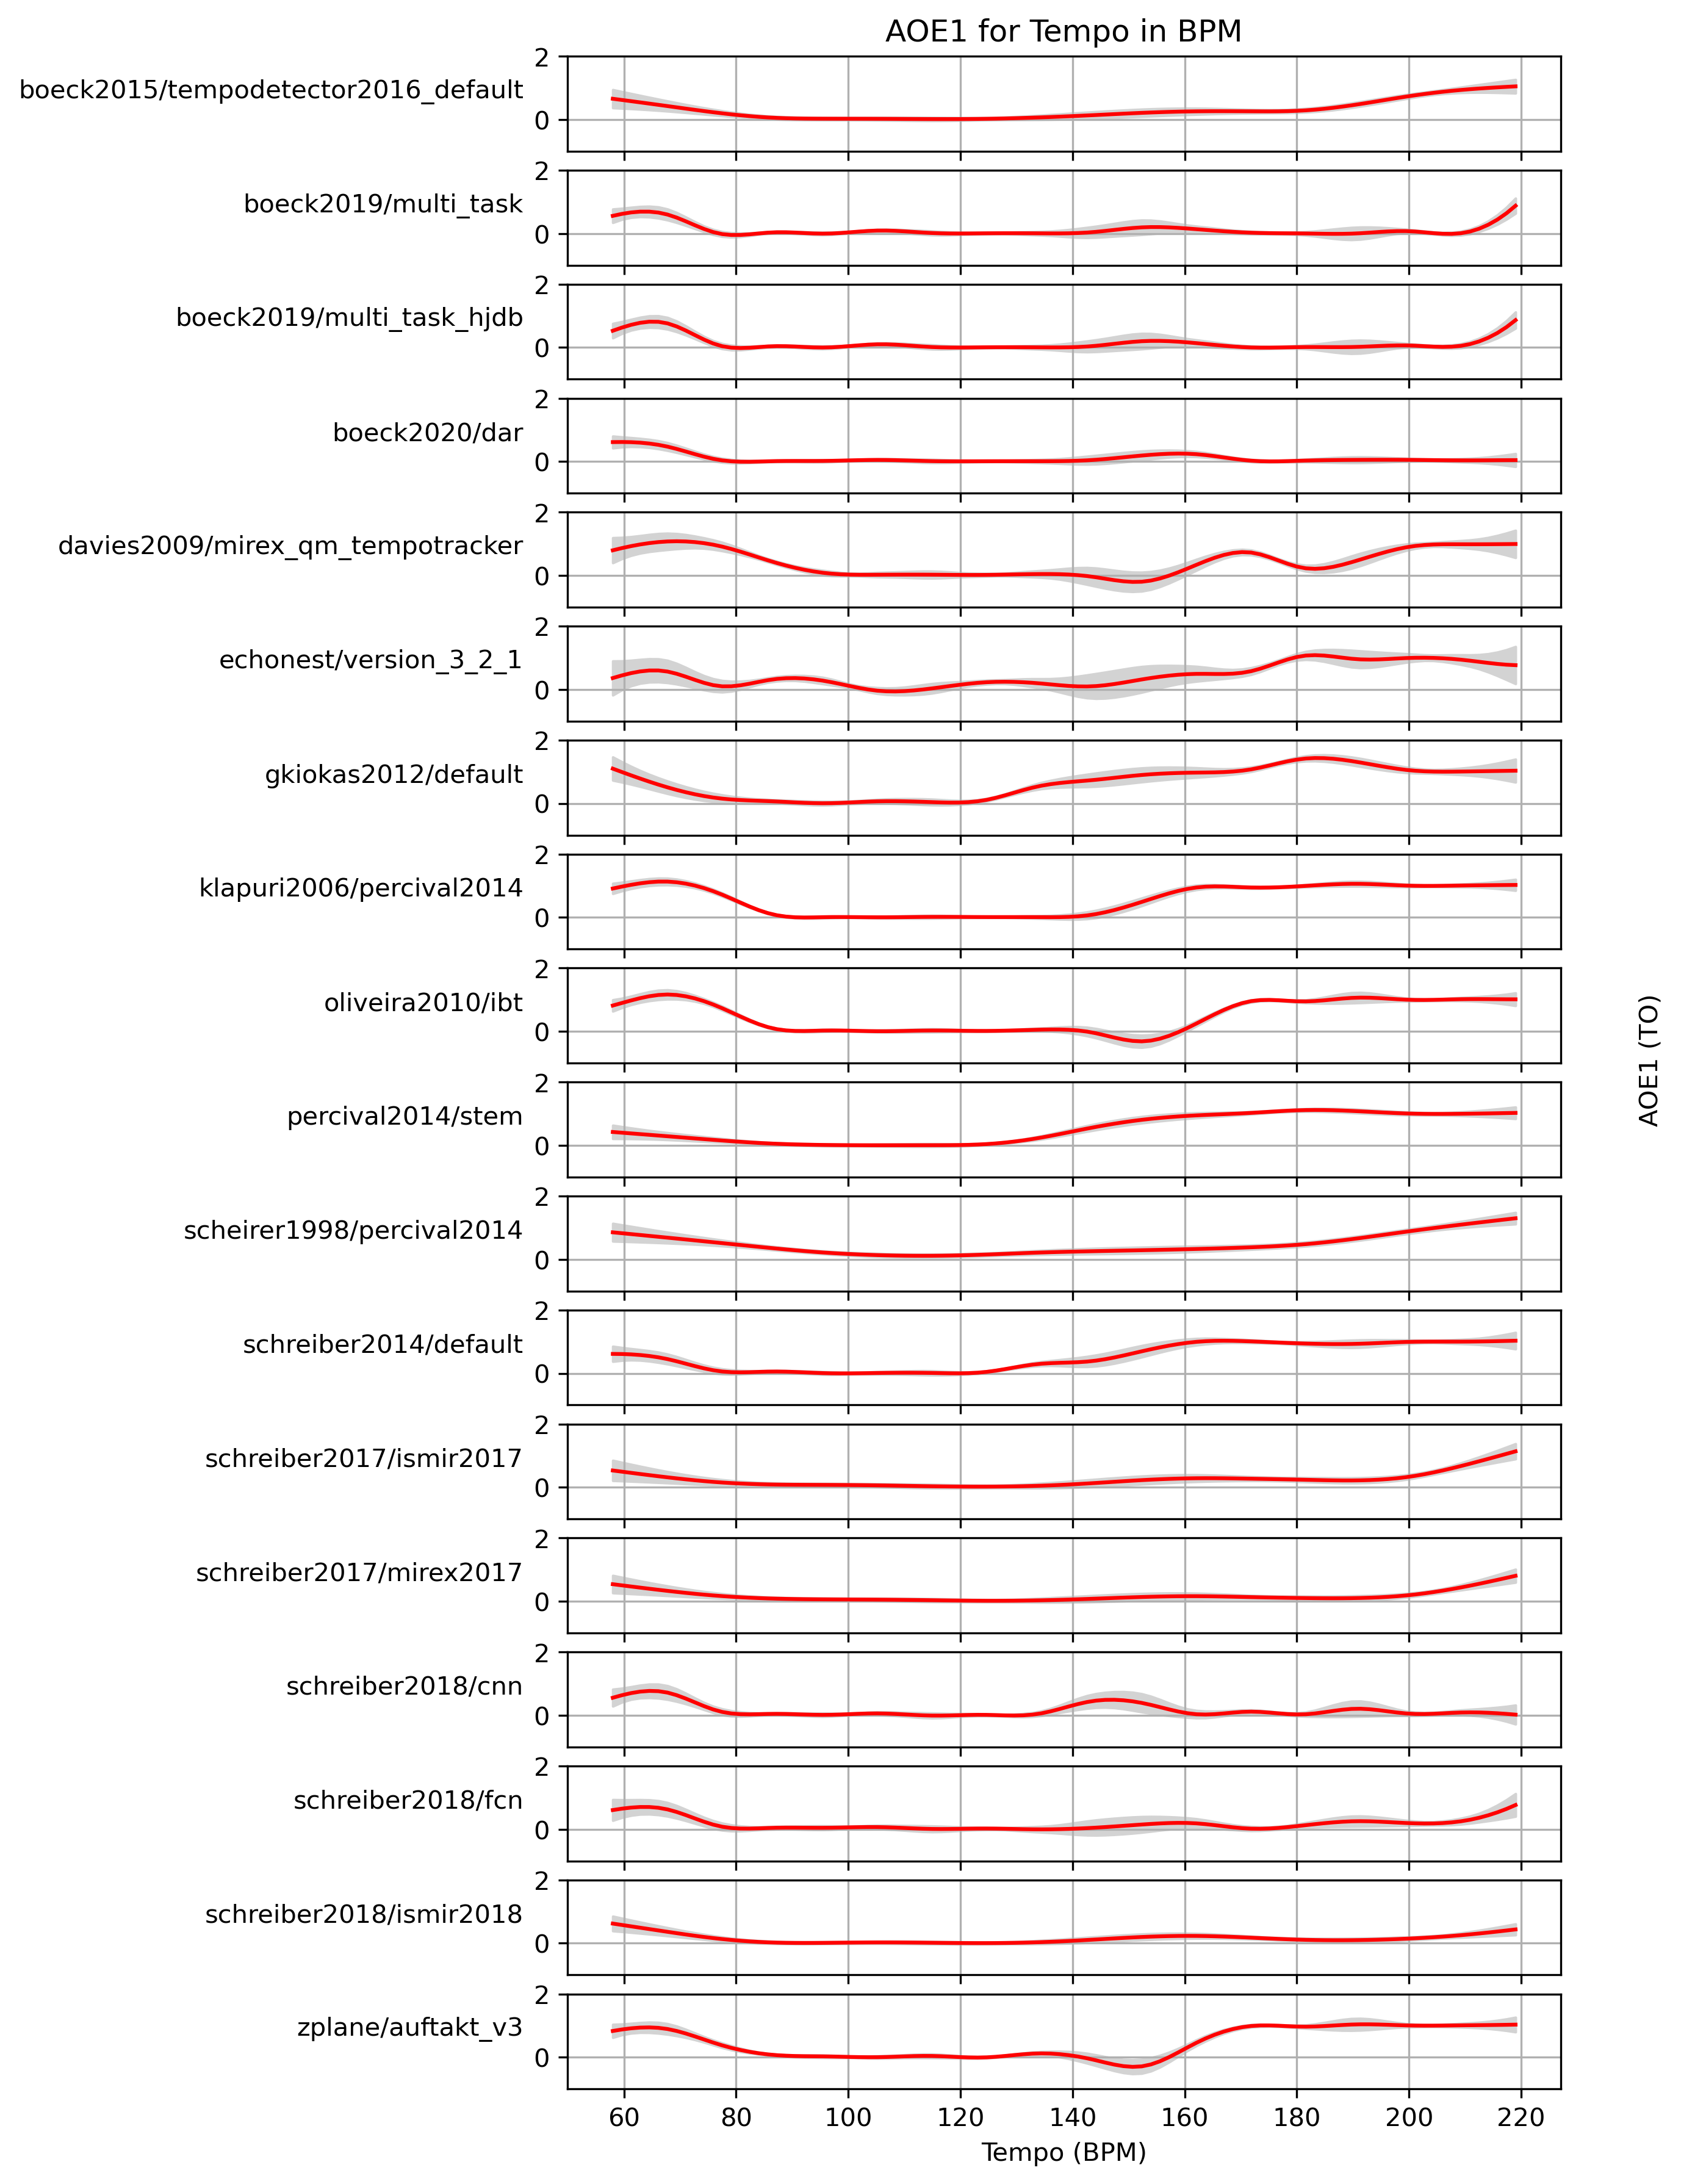 AOE1 for Tempo in BPM
boeck2015/tempodetector2016_default
2
0
boeck2019/multi_task
2
0
boeck2019/multi_task_hjdb
2
0
boeck2020/dar
2
0
davies2009/mirex_qm_tempotracker
2
0
echonest/version_3_2_1
2
0
gkiokas2012/default
2
0
klapuri2006/percival2014
2
0
oliveira2010/ibt
2
0
percival2014/stem
2
0
scheirer1998/percival2014
2
0
schreiber2014/default
2
0
schreiber2017/ismir2017
2
0
schreiber2017/mirex2017
2
0
schreiber2018/cnn
2
0
schreiber2018/fcn
2
0
schreiber2018/ismir2018
2
0
zplane/auftakt_v3
2
0
60 80 100 120 140 160 180 200 220
Tempo (BPM)
AOE1 (TO)